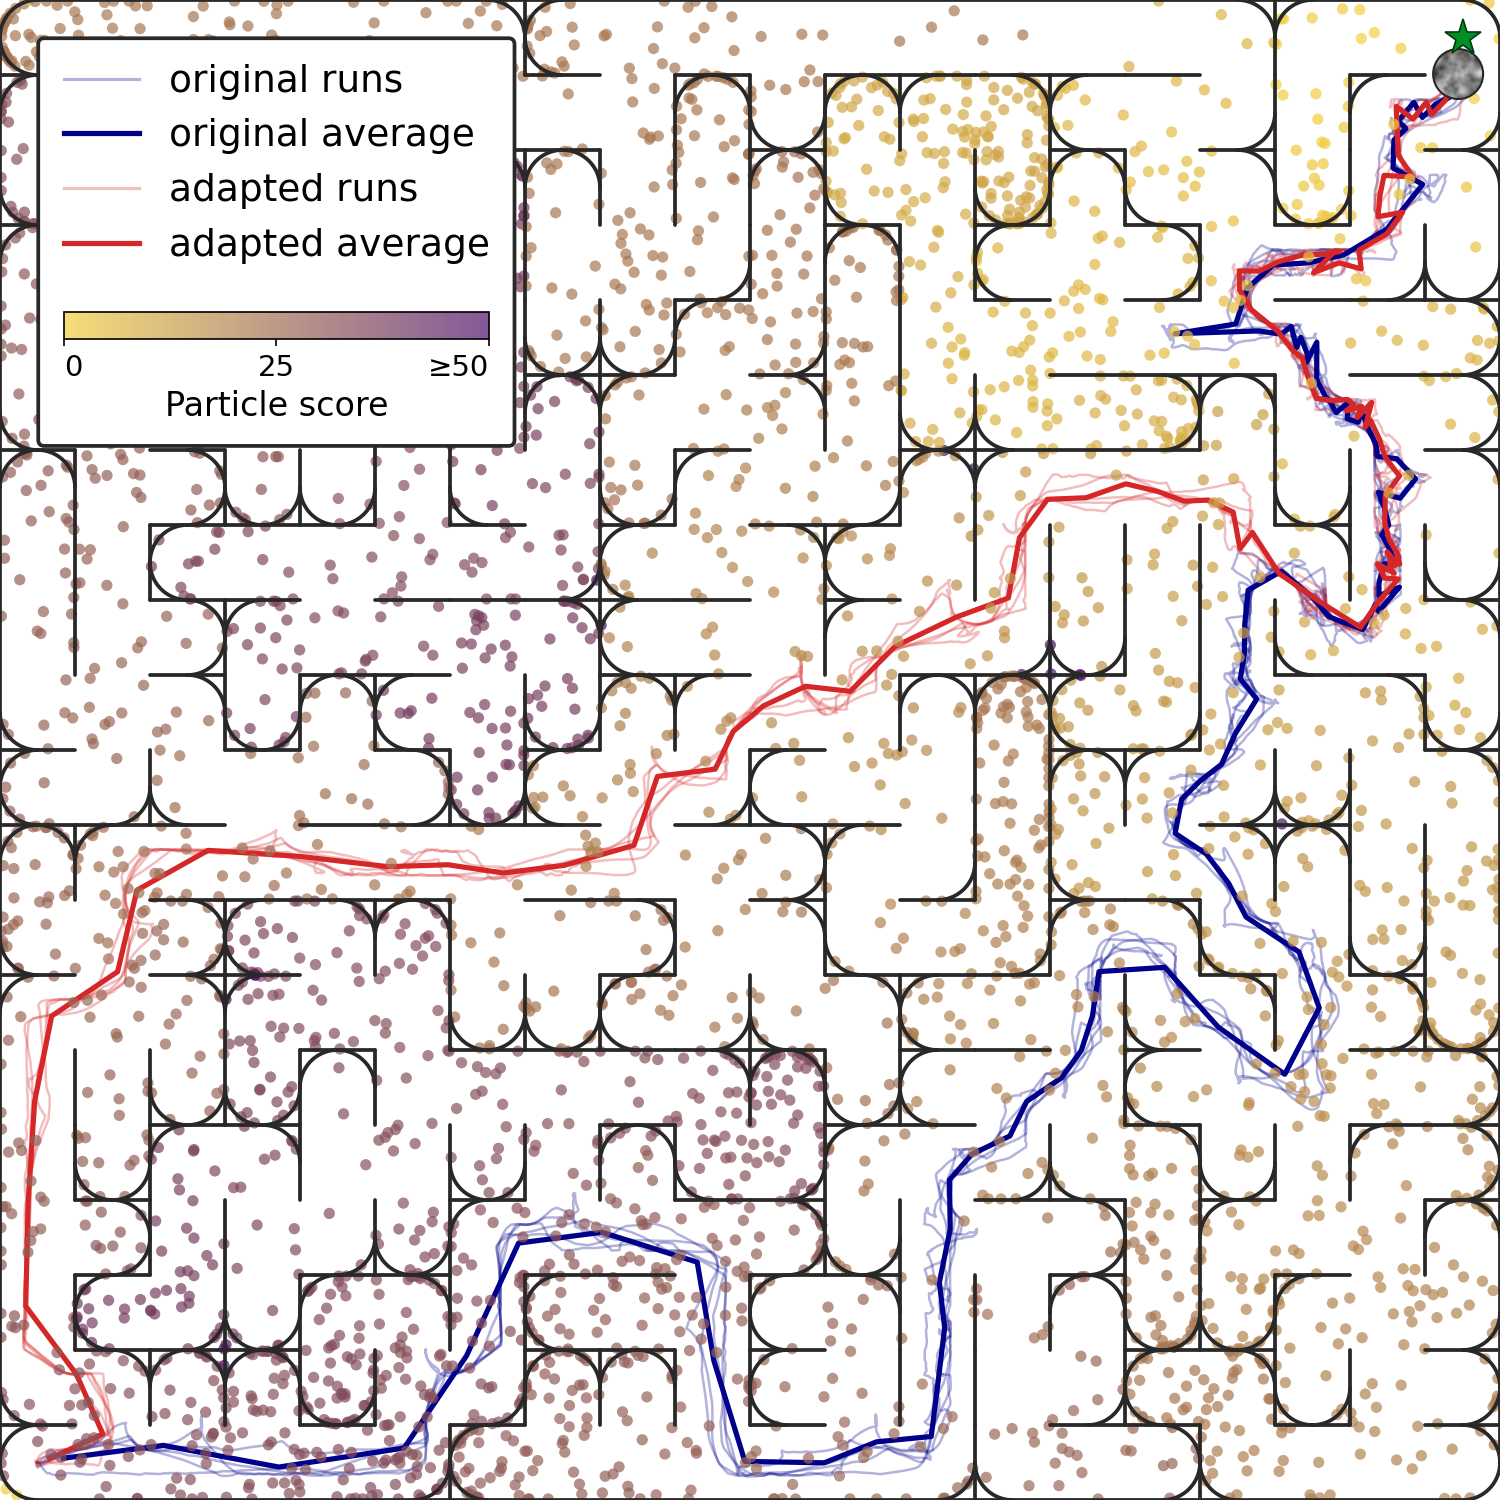 original runs
original average
adapted runs
adapted average
0 25 ≥50
Particle score